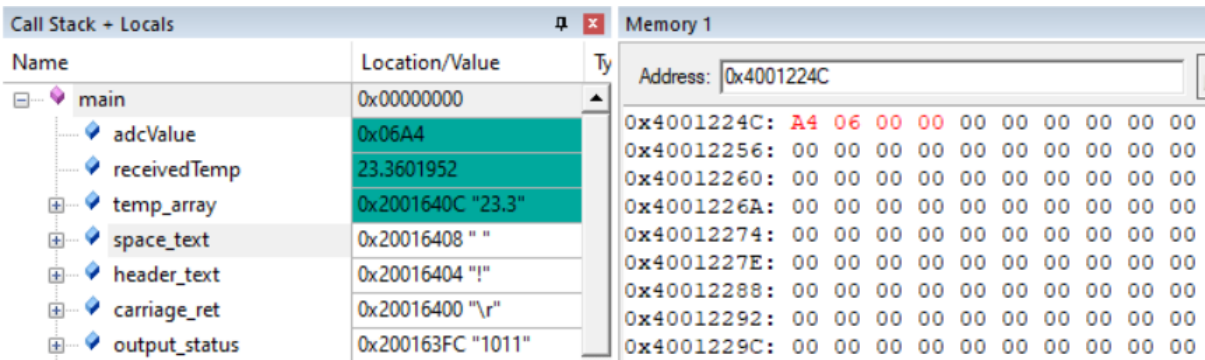 Call Stack + Locals
Name Location/Value Ty
main 0x00000000
adcValue 0x06A4
receivedTemp 23.3601952
temp_array 0x2001640C "23.3"
space_text 0x20016408 " "
header_text 0x20016404 "!"
carriage_ret 0x20016400 "\r"
output_status 0x200163FC "1011"
Memory 1
Address: 0x4001224C
0x4001224C: A4 06 00 00 00 00 00 00 00 00
0x40012256: 00 00 00 00 00 00 00 00 00 00
0x40012260: 00 00 00 00 00 00 00 00 00 00
0x4001226A: 00 00 00 00 00 00 00 00 00 00
0x40012274: 00 00 00 00 00 00 00 00 00 00
0x4001227E: 00 00 00 00 00 00 00 00 00 00
0x40012288: 00 00 00 00 00 00 00 00 00 00
0x40012292: 00 00 00 00 00 00 00 00 00 00
0x4001229C: 00 00 00 00 00 00 00 00 00 00